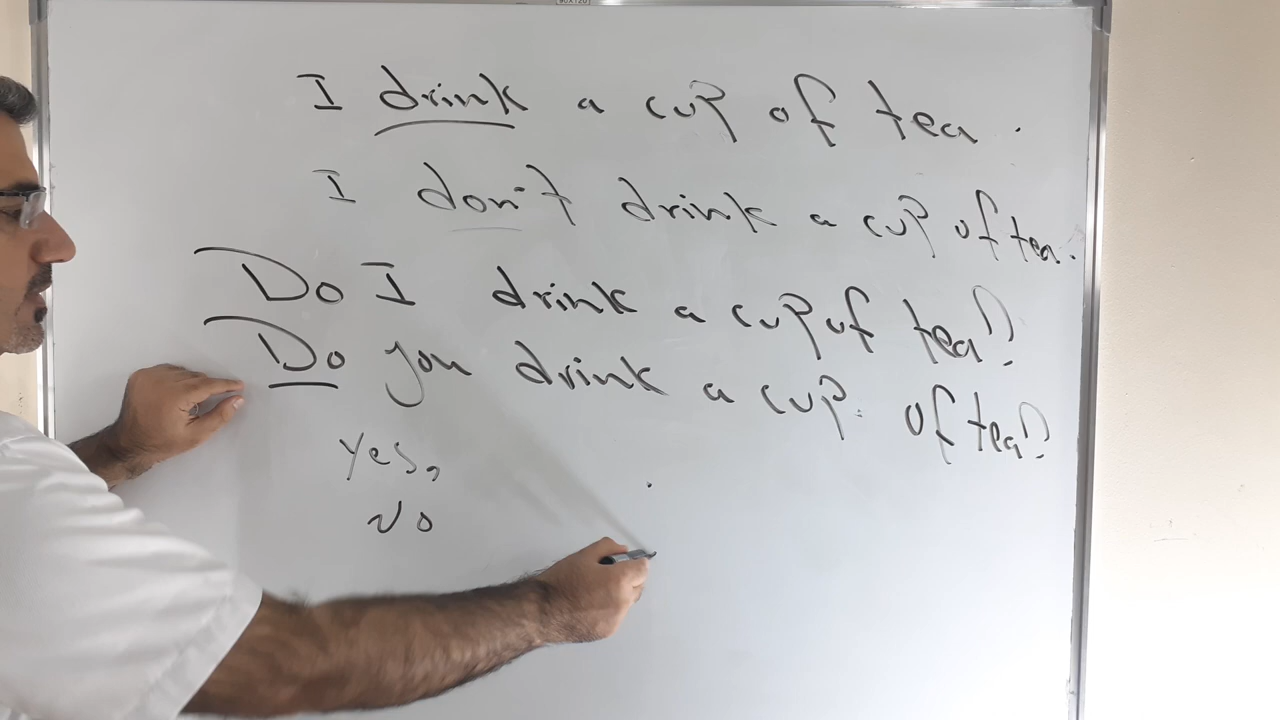 90X120
I drink a cup of tea.
I don't drink a cup of tea.
Do I drink a cup of tea?
Do you drink a cup of tea?
Yes,
No